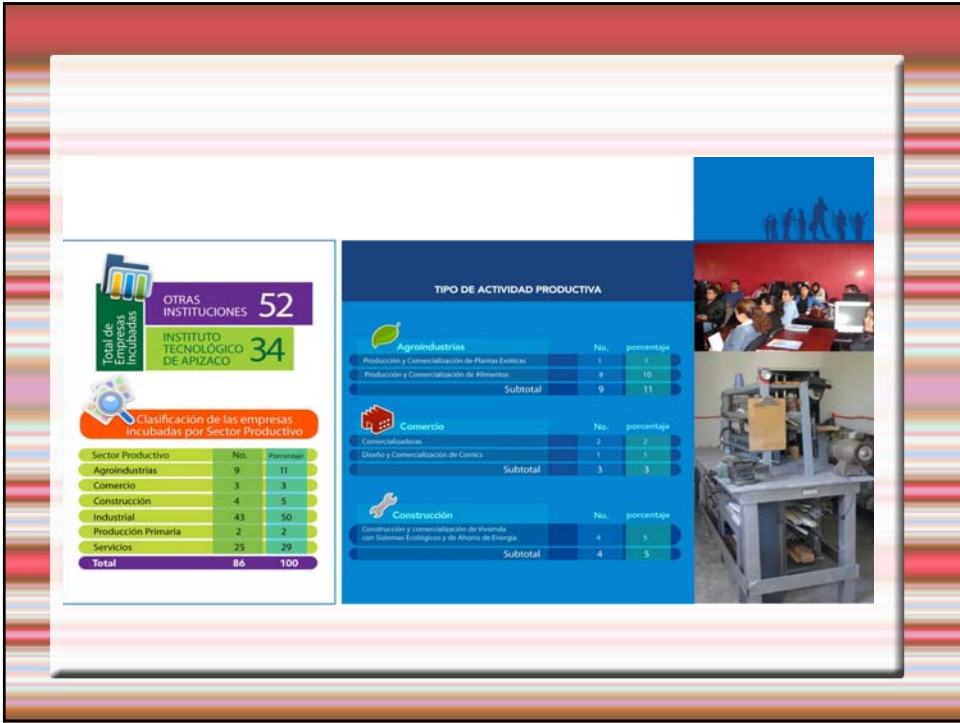 Total de
Empresas
Incubadas
OTRAS
INSTITUCIONES 52
INSTITUTO
TECNOLÓGICO
DE APIZACO 34
Clasificación de las empresas
incubadas por Sector Productivo
Sector Productivo No. Porcentaje
Agroindustrias 9 11
Comercio 3 3
Construcción 4 5
Industrial 43 50
Producción Primaria 2 2
Servicios 25 29
Total 86 100
TIPO DE ACTIVIDAD PRODUCTIVA
Agroindustrias No. porcentaje
Producción y Comercialización de Plantas Exóticas 1 1
Producción y Comercialización de Alimentos 8 10
Subtotal 9 11
Comercio No. porcentaje
Comercializadoras 2 2
Diseño y Comercialización de Comics 1 1
Subtotal 3 3
Construcción No. porcentaje
Construcción y comercialización de Vivienda
con Sistemas Ecológicos y de Ahorro de Energía 4 5
Subtotal 4 5